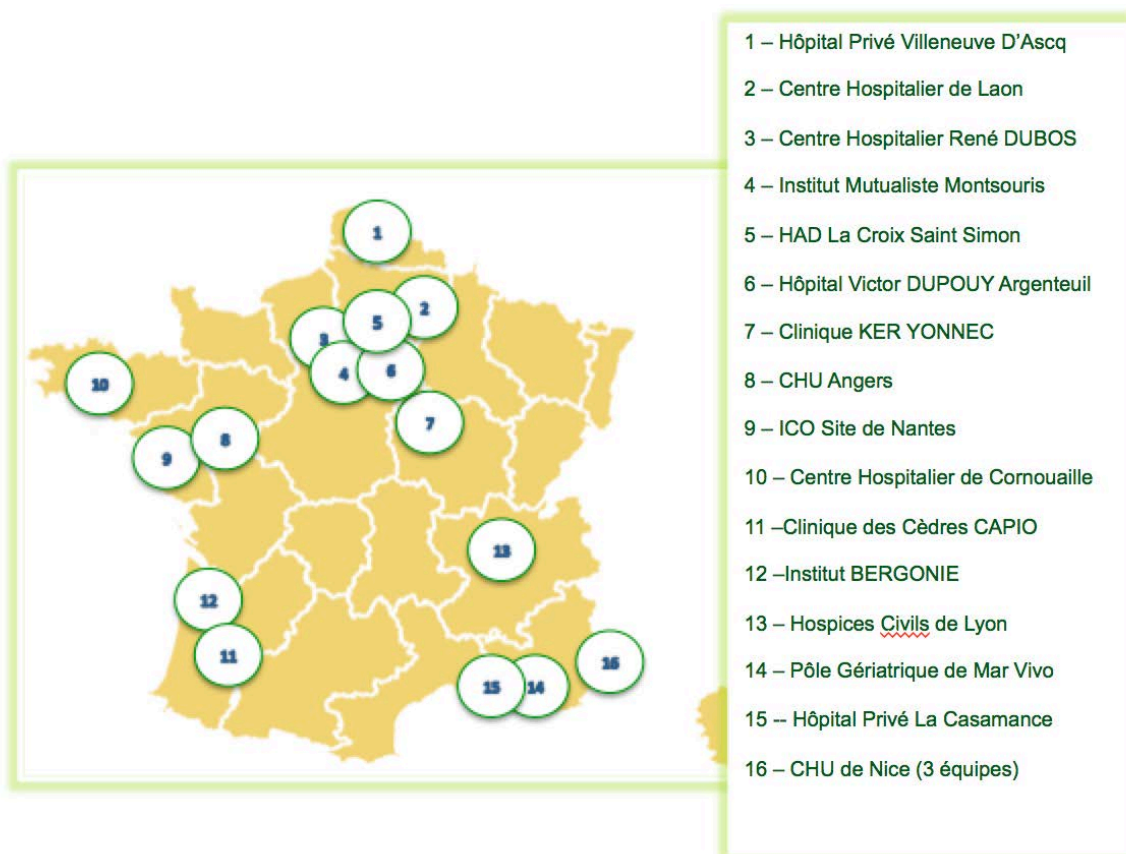 1 – Hôpital Privé Villeneuve D'Ascq
2 – Centre Hospitalier de Laon
3 – Centre Hospitalier René DUBOS
4 – Institut Mutualiste Montsouris
5 – HAD La Croix Saint Simon
6 – Hôpital Victor DUPOUY Argenteuil
7 – Clinique KER YONNEC
8 – CHU Angers
9 – ICO Site de Nantes
10 – Centre Hospitalier de Cornouaille
11 –Clinique des Cèdres CAPIO
12 –Institut BERGONIE
13 – Hospices Civils de Lyon
14 – Pôle Gériatrique de Mar Vivo
15 -- Hôpital Privé La Casamance
16 – CHU de Nice (3 équipes)
1
2
5
3
4
6
10
7
8
9
13
12
11
16
15
14